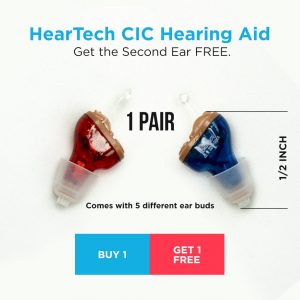 HearTech CIC Hearing Aid
Get the Second Ear FREE.
1 PAIR
1/2 INCH
Comes with 5 different ear buds
BUY 1
GET 1
FREE